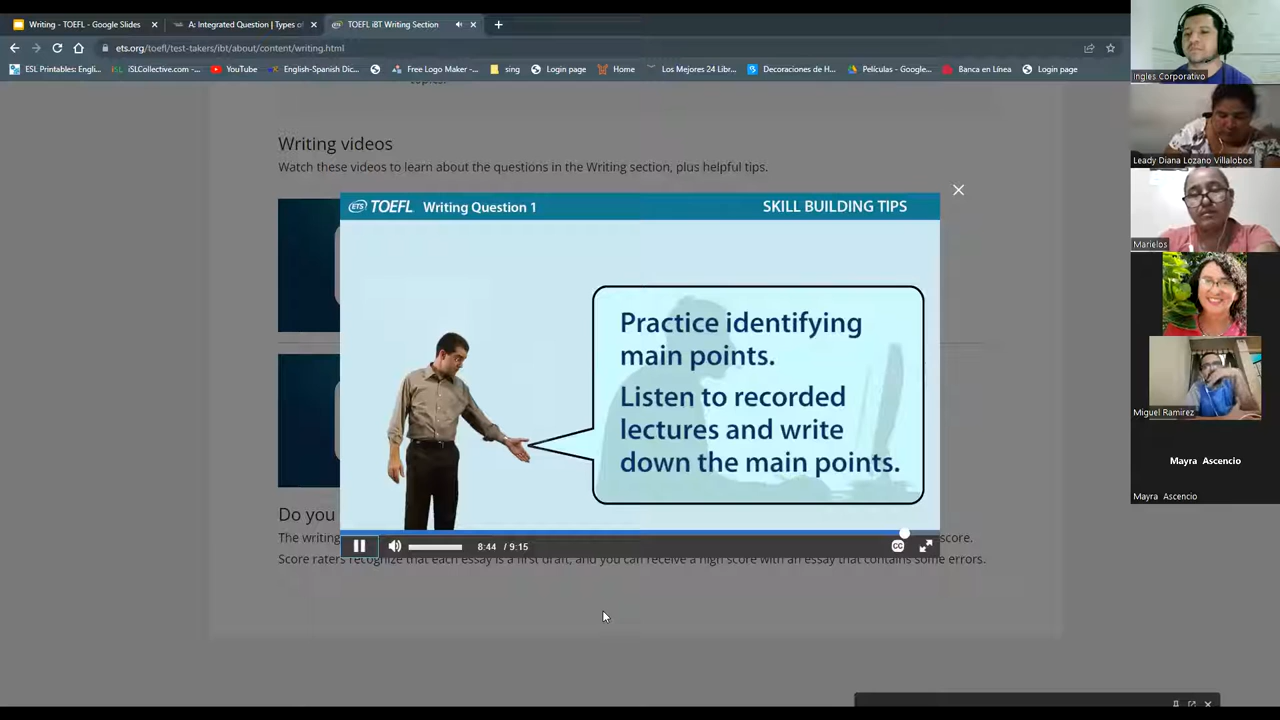 Writing - TOEFL - Google Slides
A: Integrated Question | Types of
TOEFL iBT Writing Section
ets.org/toefl/test-takers/ibt/about/content/writing.html
ESL Printables: Engli...
iSLCollective.com -...
YouTube
English-Spanish Dic...
Free Logo Maker -...
sing
Login page
Home
Los Mejores 24 Libr...
Decoraciones de H...
Películas - Google...
Banca en Línea
Login page
Writing videos
Watch these videos to learn about the questions in the Writing section, plus helpful tips.
ETS TOEFL Writing Question 1
SKILL BUILDING TIPS
Practice identifying
main points.
Listen to recorded
lectures and write
down the main points.
8:44 / 9:15
CC
Do you
The writing
score.
Score raters recognize that each essay is a first draft, and you can receive a high score with an essay that contains some errors.
Ingles Corporativo
Leady Diana Lozano Villalobos
Marielos
Miguel Ramirez
Mayra Ascencio
Mayra Ascencio